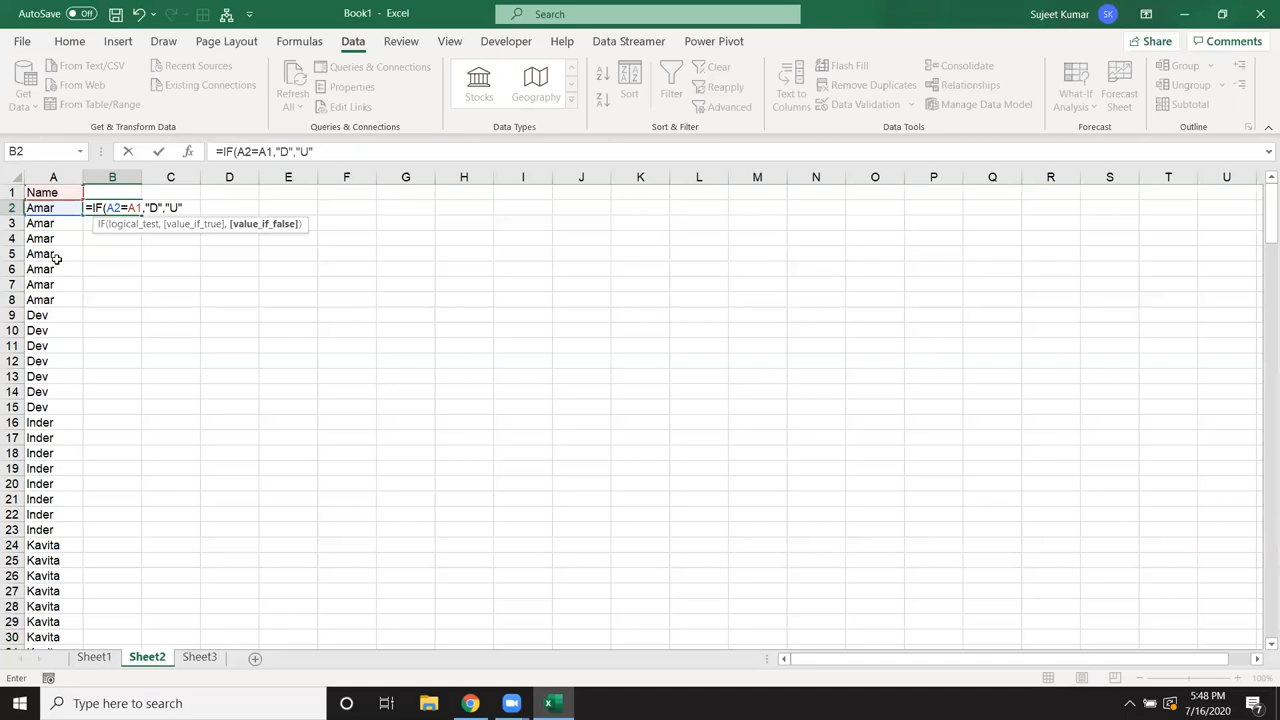 AutoSave Off Book1 - Excel Search Sujeet Kumar SK
File Home Insert Draw Page Layout Formulas Data Review View Developer Help Data Streamer Power Pivot Share Comments
Get Data
From Text/CSV
From Table/Range
Recent Sources
Existing Connections
Get & Transform Data
Refresh All
Queries & Connections
Properties
Edit Links
Queries & Connections
Stocks
Geography
Data Types
Sort
Filter
Clear
Reapply
Advanced
Sort & Filter
Text to Columns
Flash Fill
Remove Duplicates
Data Validation
Consolidate
Relationships
Manage Data Model
Data Tools
What-If Analysis
Forecast Sheet
Forecast
Group
Ungroup
Subtotal
Outline
B2 fx =IF(A2=A1,"D","U"
A B C D E F G H I J K L M N O P Q R S T U
1 Name
2 Amar =IF(A2=A1,"D","U"
IF(logical_test, [value_if_true], [value_if_false])
3 Amar
4 Amar
5 Amar
6 Amar
7 Amar
8 Amar
9 Dev
10 Dev
11 Dev
12 Dev
13 Dev
14 Dev
15 Dev
16 Inder
17 Inder
18 Inder
19 Inder
20 Inder
21 Inder
22 Inder
23 Inder
24 Kavita
25 Kavita
26 Kavita
27 Kavita
28 Kavita
29 Kavita
30 Kavita
Sheet1 Sheet2 Sheet3
Enter 100%
Type here to search
5:48 PM
7/16/2020